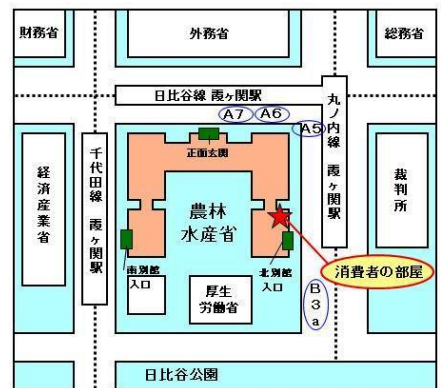 財務省
外務省
総務省
日比谷線 霞ヶ関駅
A7
A6
A5
丸ノ内線 霞ヶ関駅
正面玄関
千代田線 霞ヶ関駅
経済産業省
裁判所
農林
水産省
消費者の部屋
南別館
入口
北別館
入口
厚生
労働省
B3a
日比谷公園